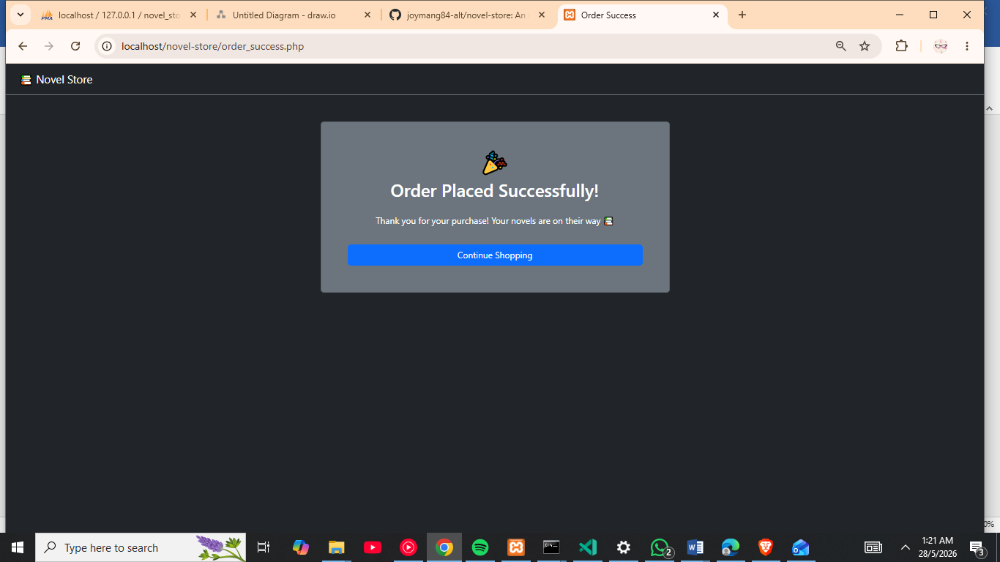 localhost / 127.0.0.1 / novel_sto
Untitled Diagram - draw.io
joymang84-alt/novel-store: An
Order Success
localhost/novel-store/order_success.php
Novel Store
Order Placed Successfully!
Thank you for your purchase! Your novels are on their way
Continue Shopping
0%
Type here to search
2
1:21 AM
28/5/2026
3